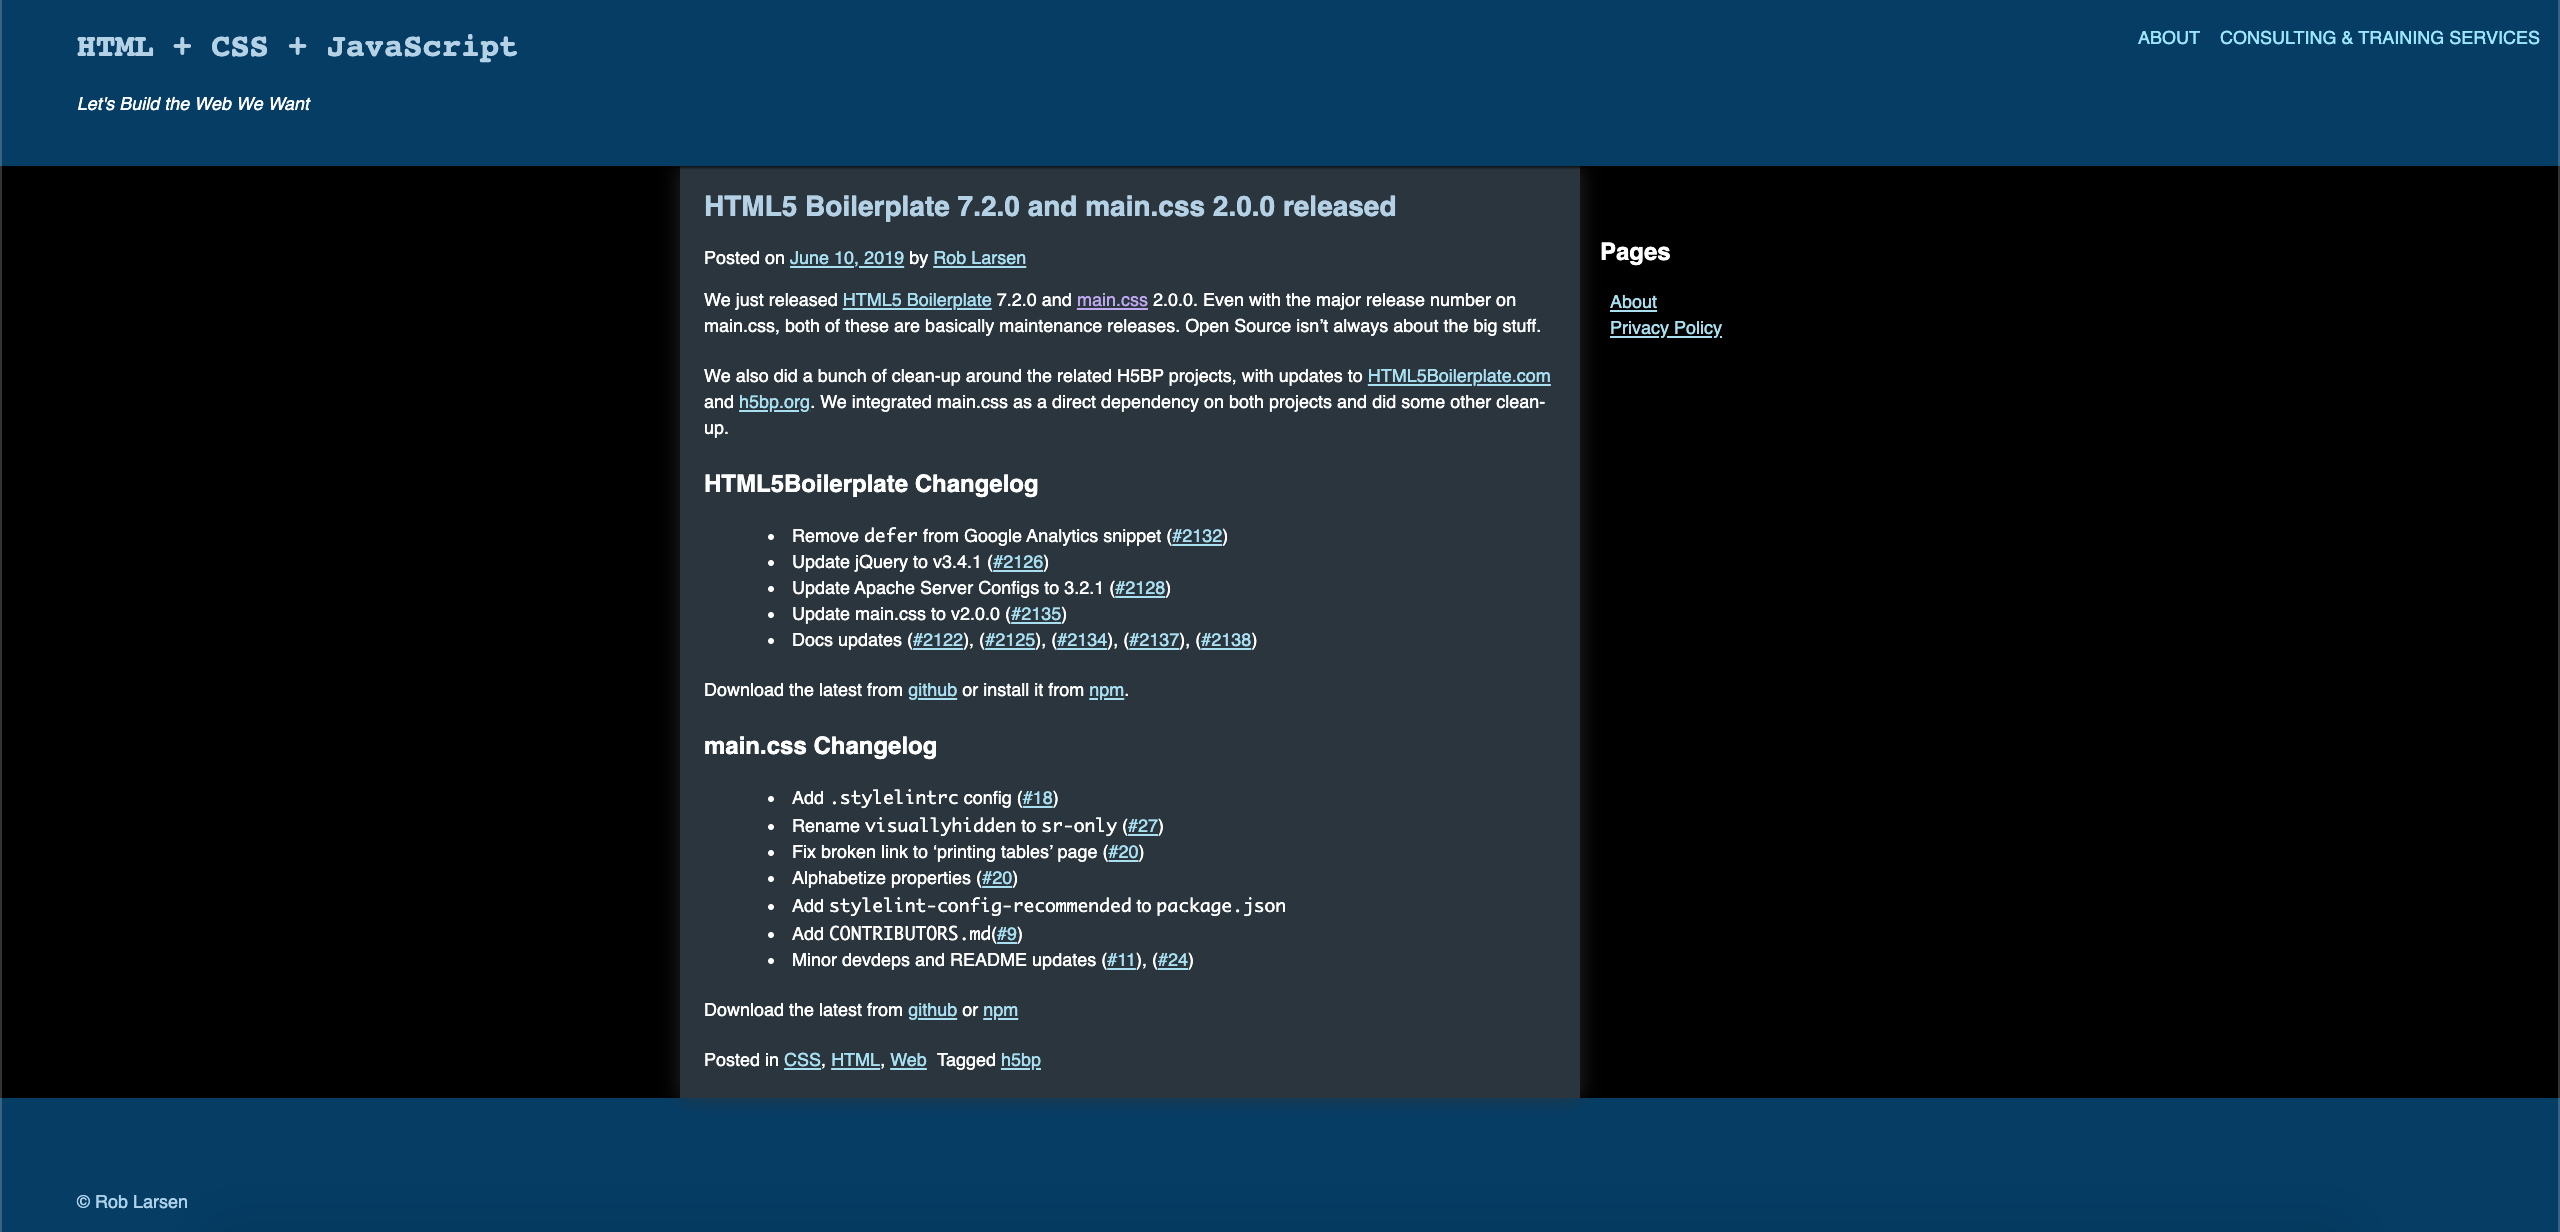 HTML + CSS + JavaScript
ABOUT CONSULTING & TRAINING SERVICES
Let's Build the Web We Want
HTML5 Boilerplate 7.2.0 and main.css 2.0.0 released
Posted on June 10, 2019 by Rob Larsen
We just released HTML5 Boilerplate 7.2.0 and main.css 2.0.0. Even with the major release number on
main.css, both of these are basically maintenance releases. Open Source isn’t always about the big stuff.
We also did a bunch of clean-up around the related H5BP projects, with updates to HTML5Boilerplate.com
and h5bp.org. We integrated main.css as a direct dependency on both projects and did some other clean-
up.
HTML5Boilerplate Changelog
• Remove defer from Google Analytics snippet (#2132)
• Update jQuery to v3.4.1 (#2126)
• Update Apache Server Configs to 3.2.1 (#2128)
• Update main.css to v2.0.0 (#2135)
• Docs updates (#2122), (#2125), (#2134), (#2137), (#2138)
Download the latest from github or install it from npm.
main.css Changelog
• Add .stylelintrc config (#18)
• Rename visuallyhidden to sr-only (#27)
• Fix broken link to ‘printing tables’ page (#20)
• Alphabetize properties (#20)
• Add stylelint-config-recommended to package.json
• Add CONTRIBUTORS.md(#9)
• Minor devdeps and README updates (#11), (#24)
Download the latest from github or npm
Posted in CSS, HTML, Web Tagged h5bp
Pages
About
Privacy Policy
© Rob Larsen